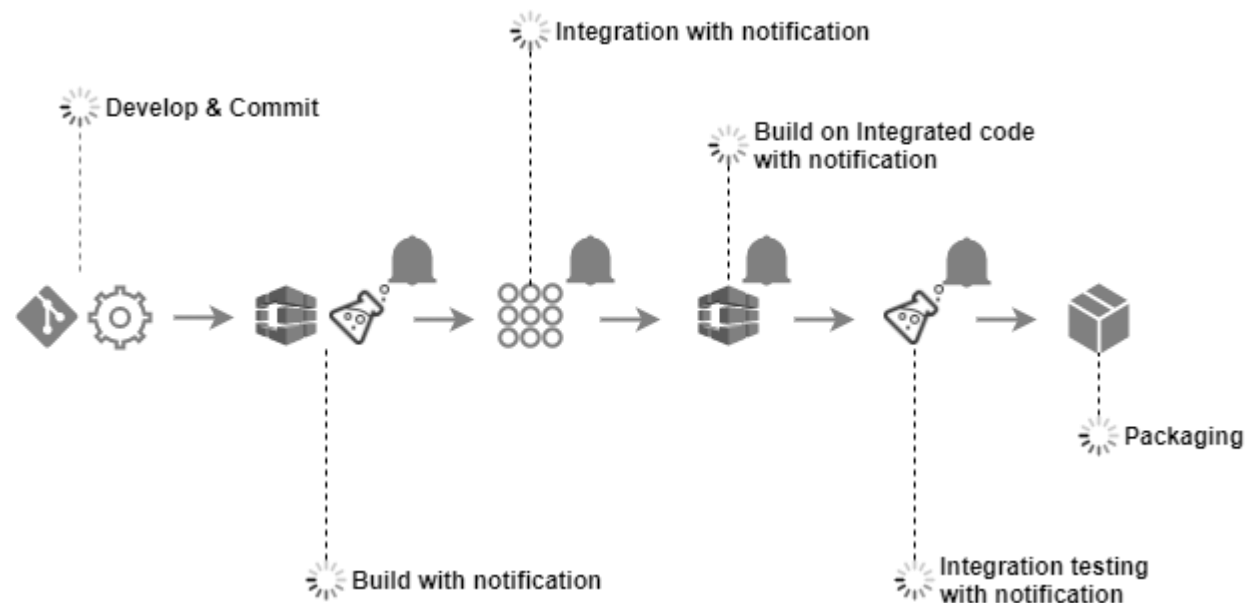 Integration with notification
Develop & Commit
Build on Integrated code
with notification
Packaging
Build with notification
Integration testing
with notification